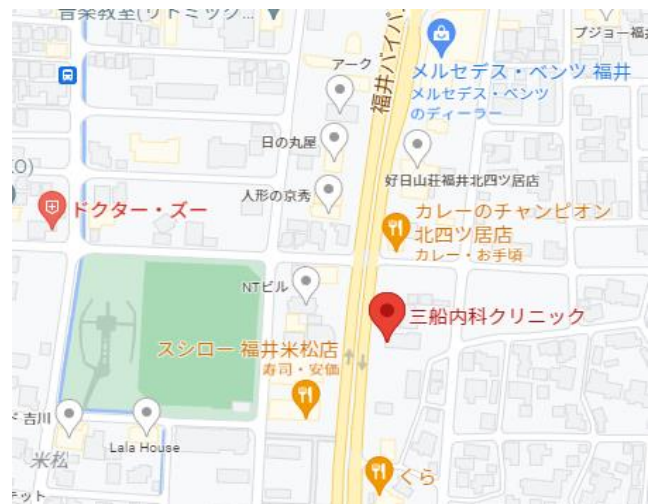 音楽教室(リトミック...
プジョー福井
福井バイパス
メルセデス・ベンツ 福井
メルセデス・ベンツ
のディーラー
アーク
日の丸屋
好日山荘福井北四ツ居店
人形の京秀
ドクター・ズー
カレーのチャンピオン
北四ツ居店
カレー・お手頃
NTビル
三船内科クリニック
スシロー 福井米松店
寿司・安価
吉川
Lala House
米松
くら